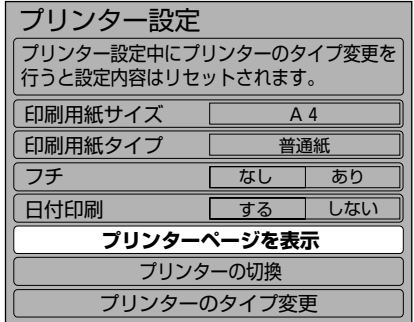 プリンター設定
プリンター設定中にプリンターのタイプ変更を
行うと設定内容はリセットされます。
印刷用紙サイズ A 4
印刷用紙タイプ 普通紙
フチ なし あり
日付印刷 する しない
プリンターページを表示
プリンターの切換
プリンターのタイプ変更